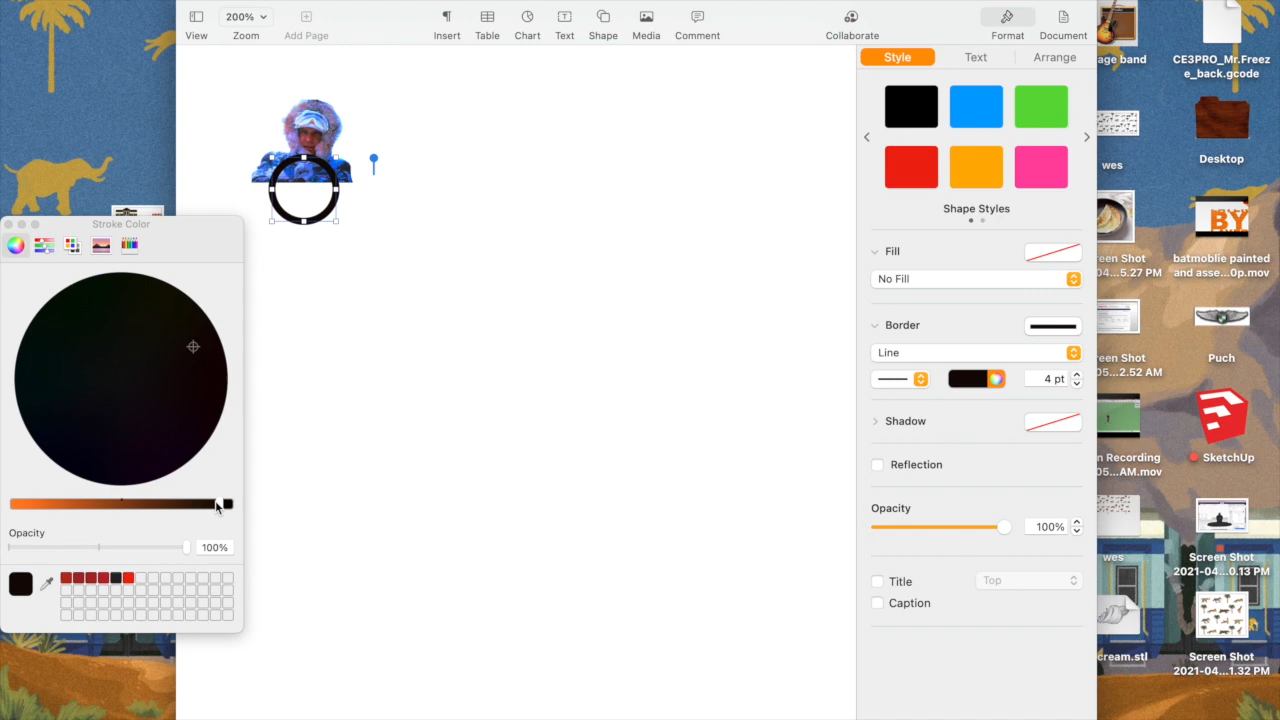 200%
View
Zoom
Add Page
Insert
Table
Chart
Text
Shape
Media
Comment
Collaborate
Format
Document
Style
Text
Arrange
Shape Styles
Fill
No Fill
Border
Line
4 pt
Shadow
Reflection
Opacity
100%
Title
Top
Caption
Stroke Color
Opacity
100%
age band
CE3PRO_Mr.Freez
e_back.gcode
wes
Desktop
BY
reen Shot
04...5.27 PM
batmoblie painted
and asse...0p.mov
reen Shot
05...2.52 AM
Puch
n Recording
05...AM.mov
SketchUp
wes
Screen Shot
2021-04...0.13 PM
cream.stl
Screen Shot
2021-04...1.32 PM